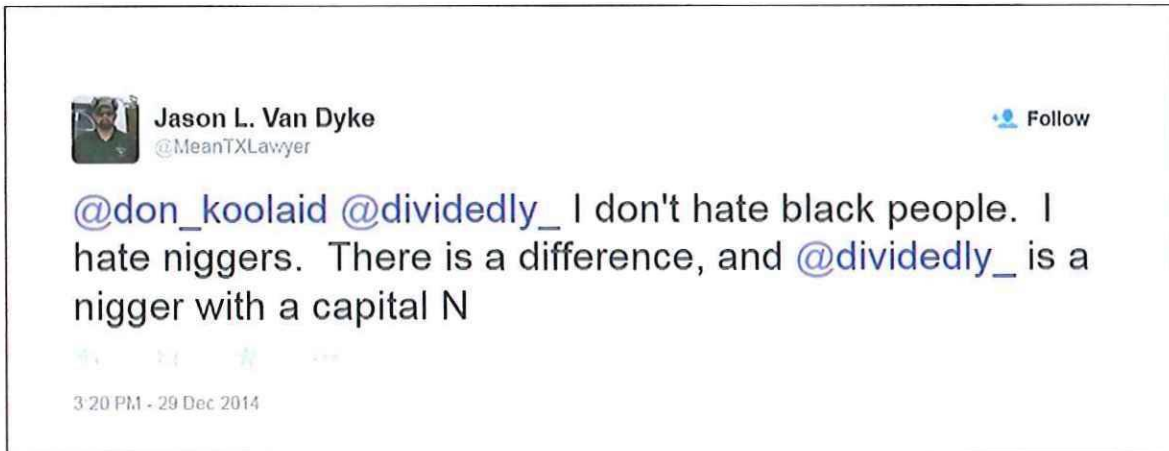 Jason L. Van Dyke
@MeanTXLawyer
Follow
@don_koolaid @dividedly_ I don't hate black people. I
hate niggers. There is a difference, and @dividedly_ is a
nigger with a capital N
3:20 PM - 29 Dec 2014